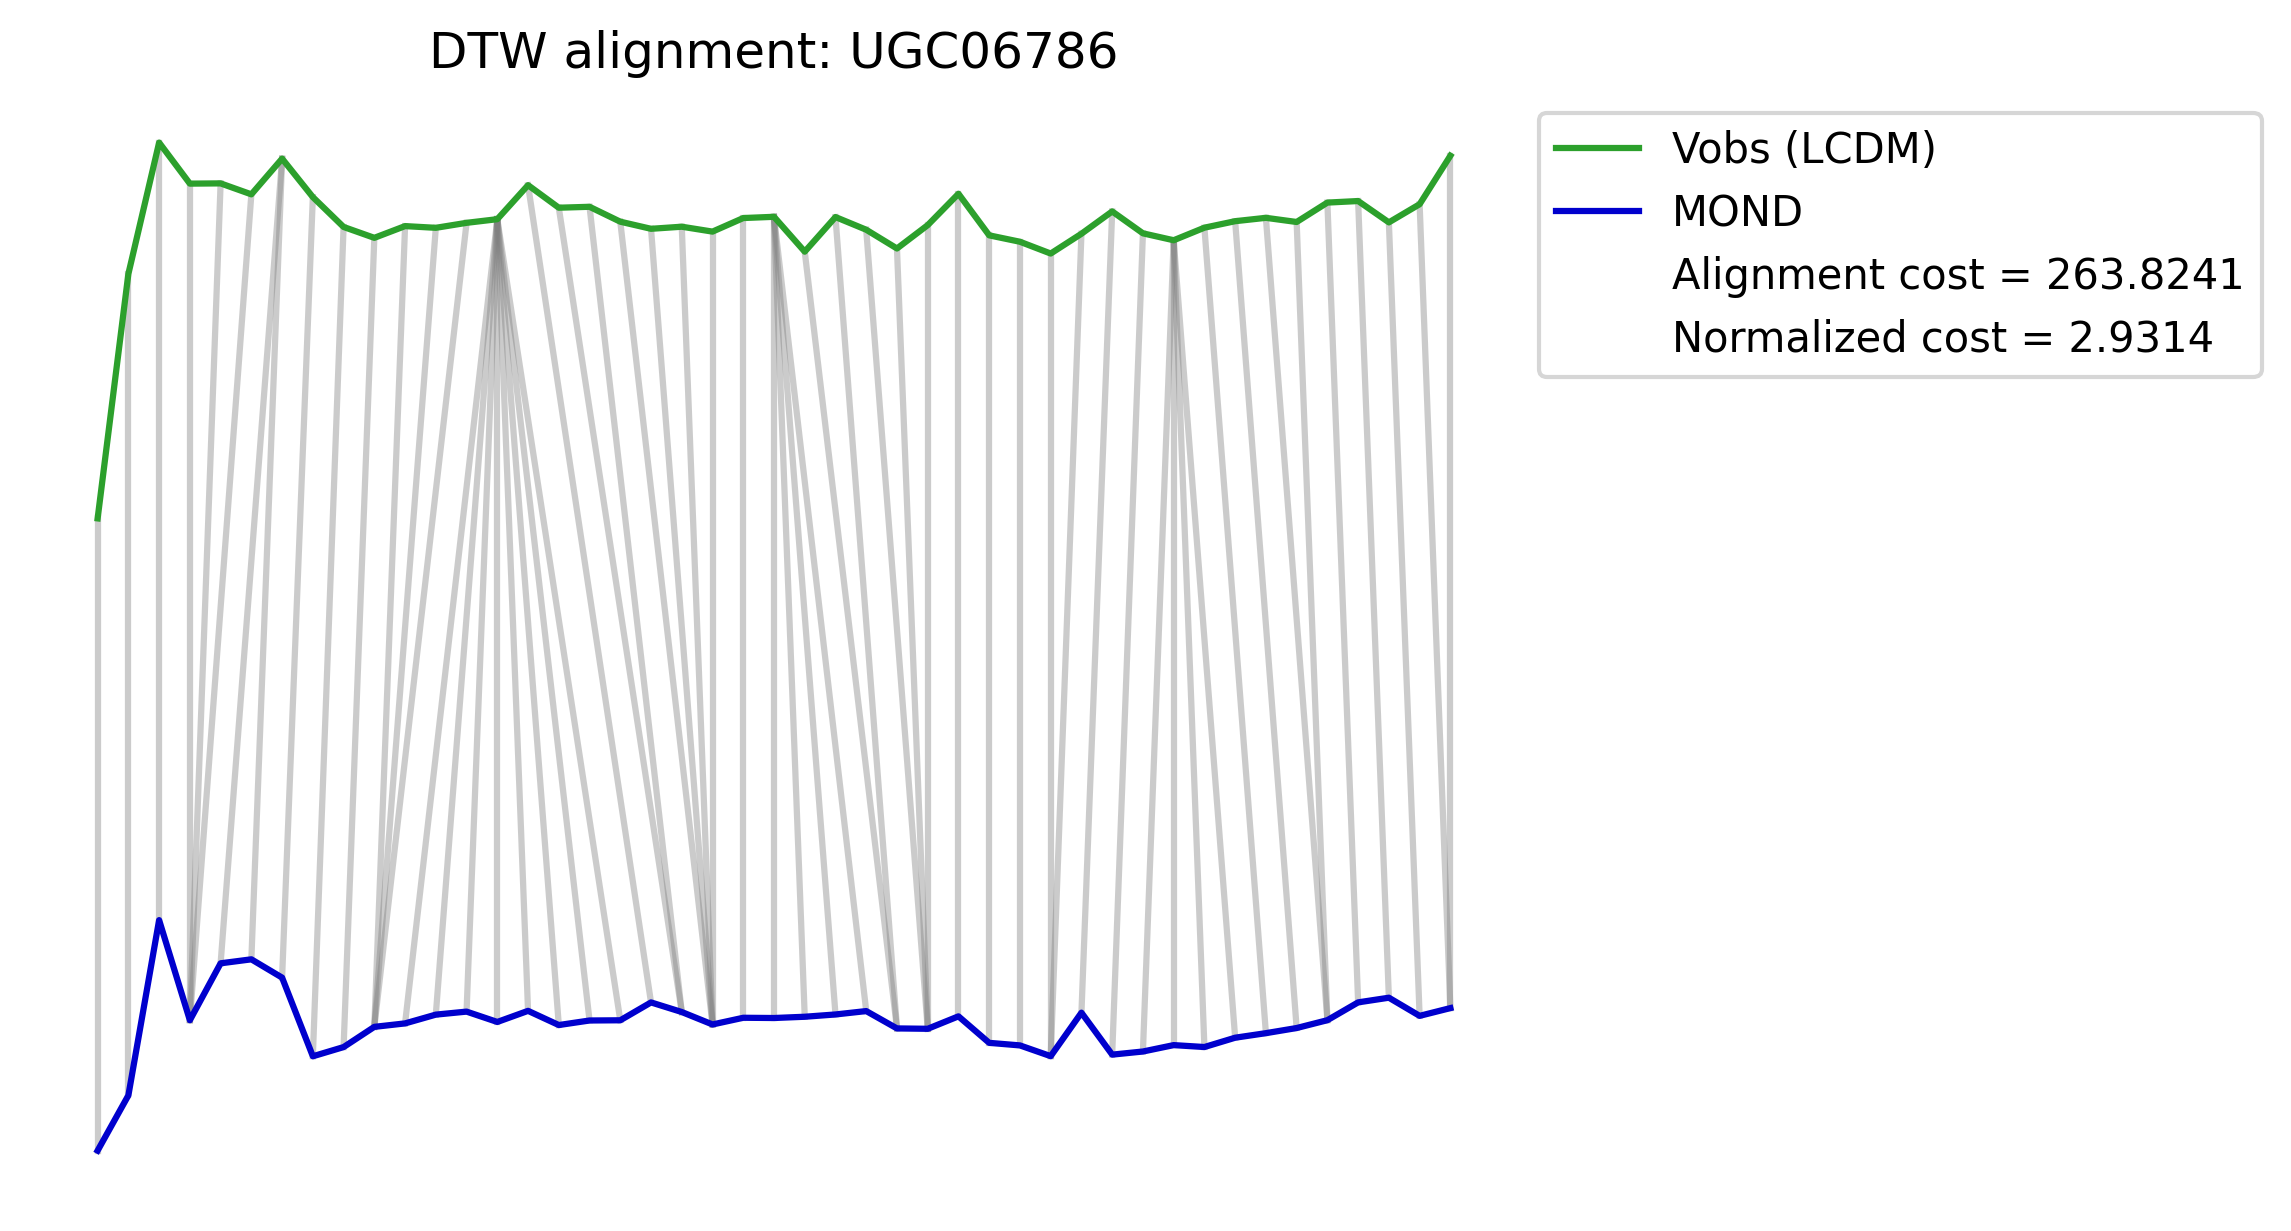 DTW alignment: UGC06786
Vobs (LCDM)
MOND
Alignment cost = 263.8241
Normalized cost = 2.9314